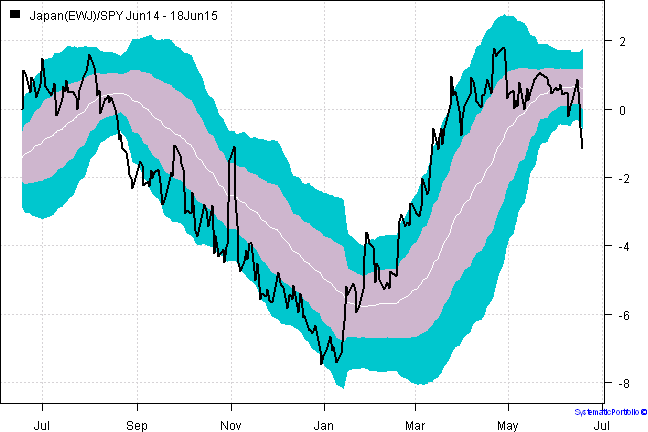 Japan(EWJ)/SPY Jun14 - 18Jun15
2
0
-2
-4
-6
-8
SystematicPortfolio ©
Jul
Sep
Nov
Jan
Mar
May
Jul